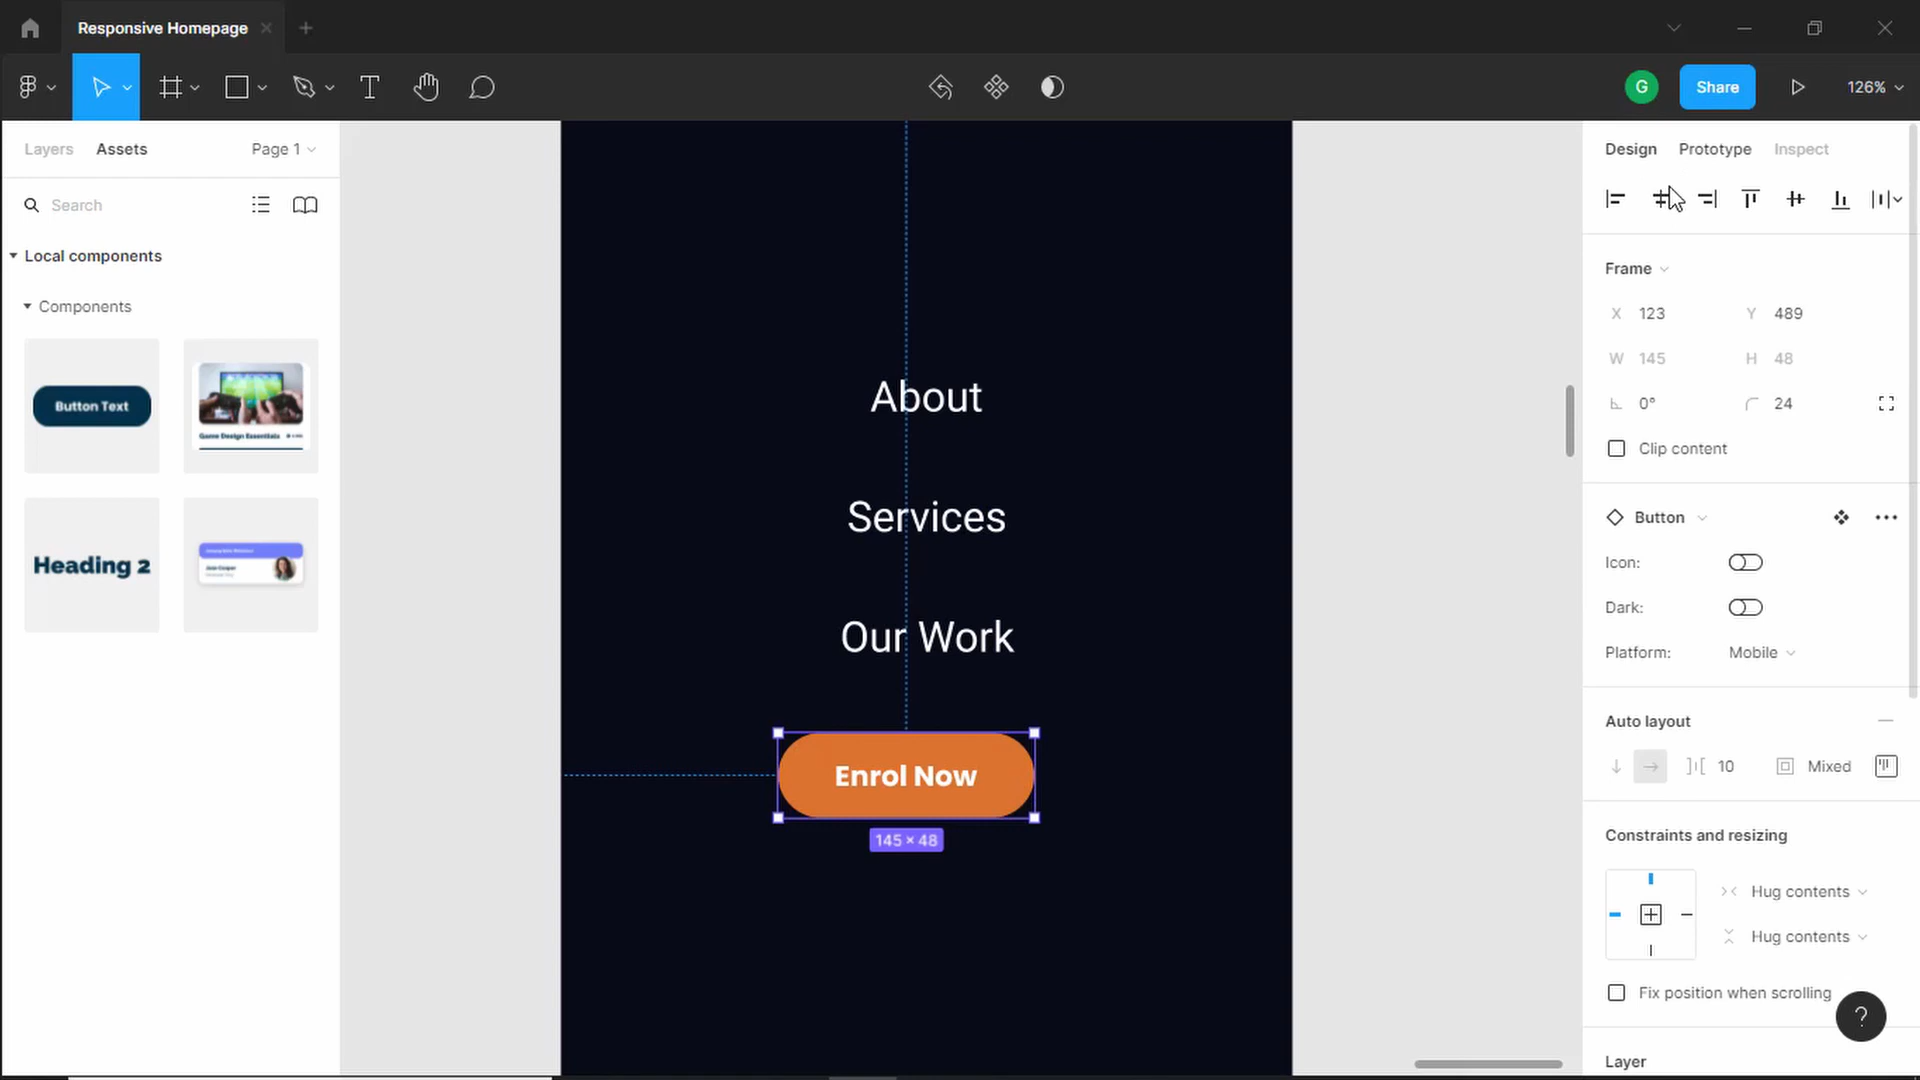 Responsive Homepage
G
Share
126%
Layers
Assets
Page 1
Search
Local components
Components
Button Text
Game Design Essentials
Heading 2
About
Services
Our Work
Enrol Now
145 × 48
Design
Prototype
Inspect
Frame
X 123
Y 489
W 145
H 48
0°
24
Clip content
Button
Icon:
Dark:
Platform:
Mobile
Auto layout
10
Mixed
Constraints and resizing
Hug contents
Hug contents
Fix position when scrolling
?
Layer